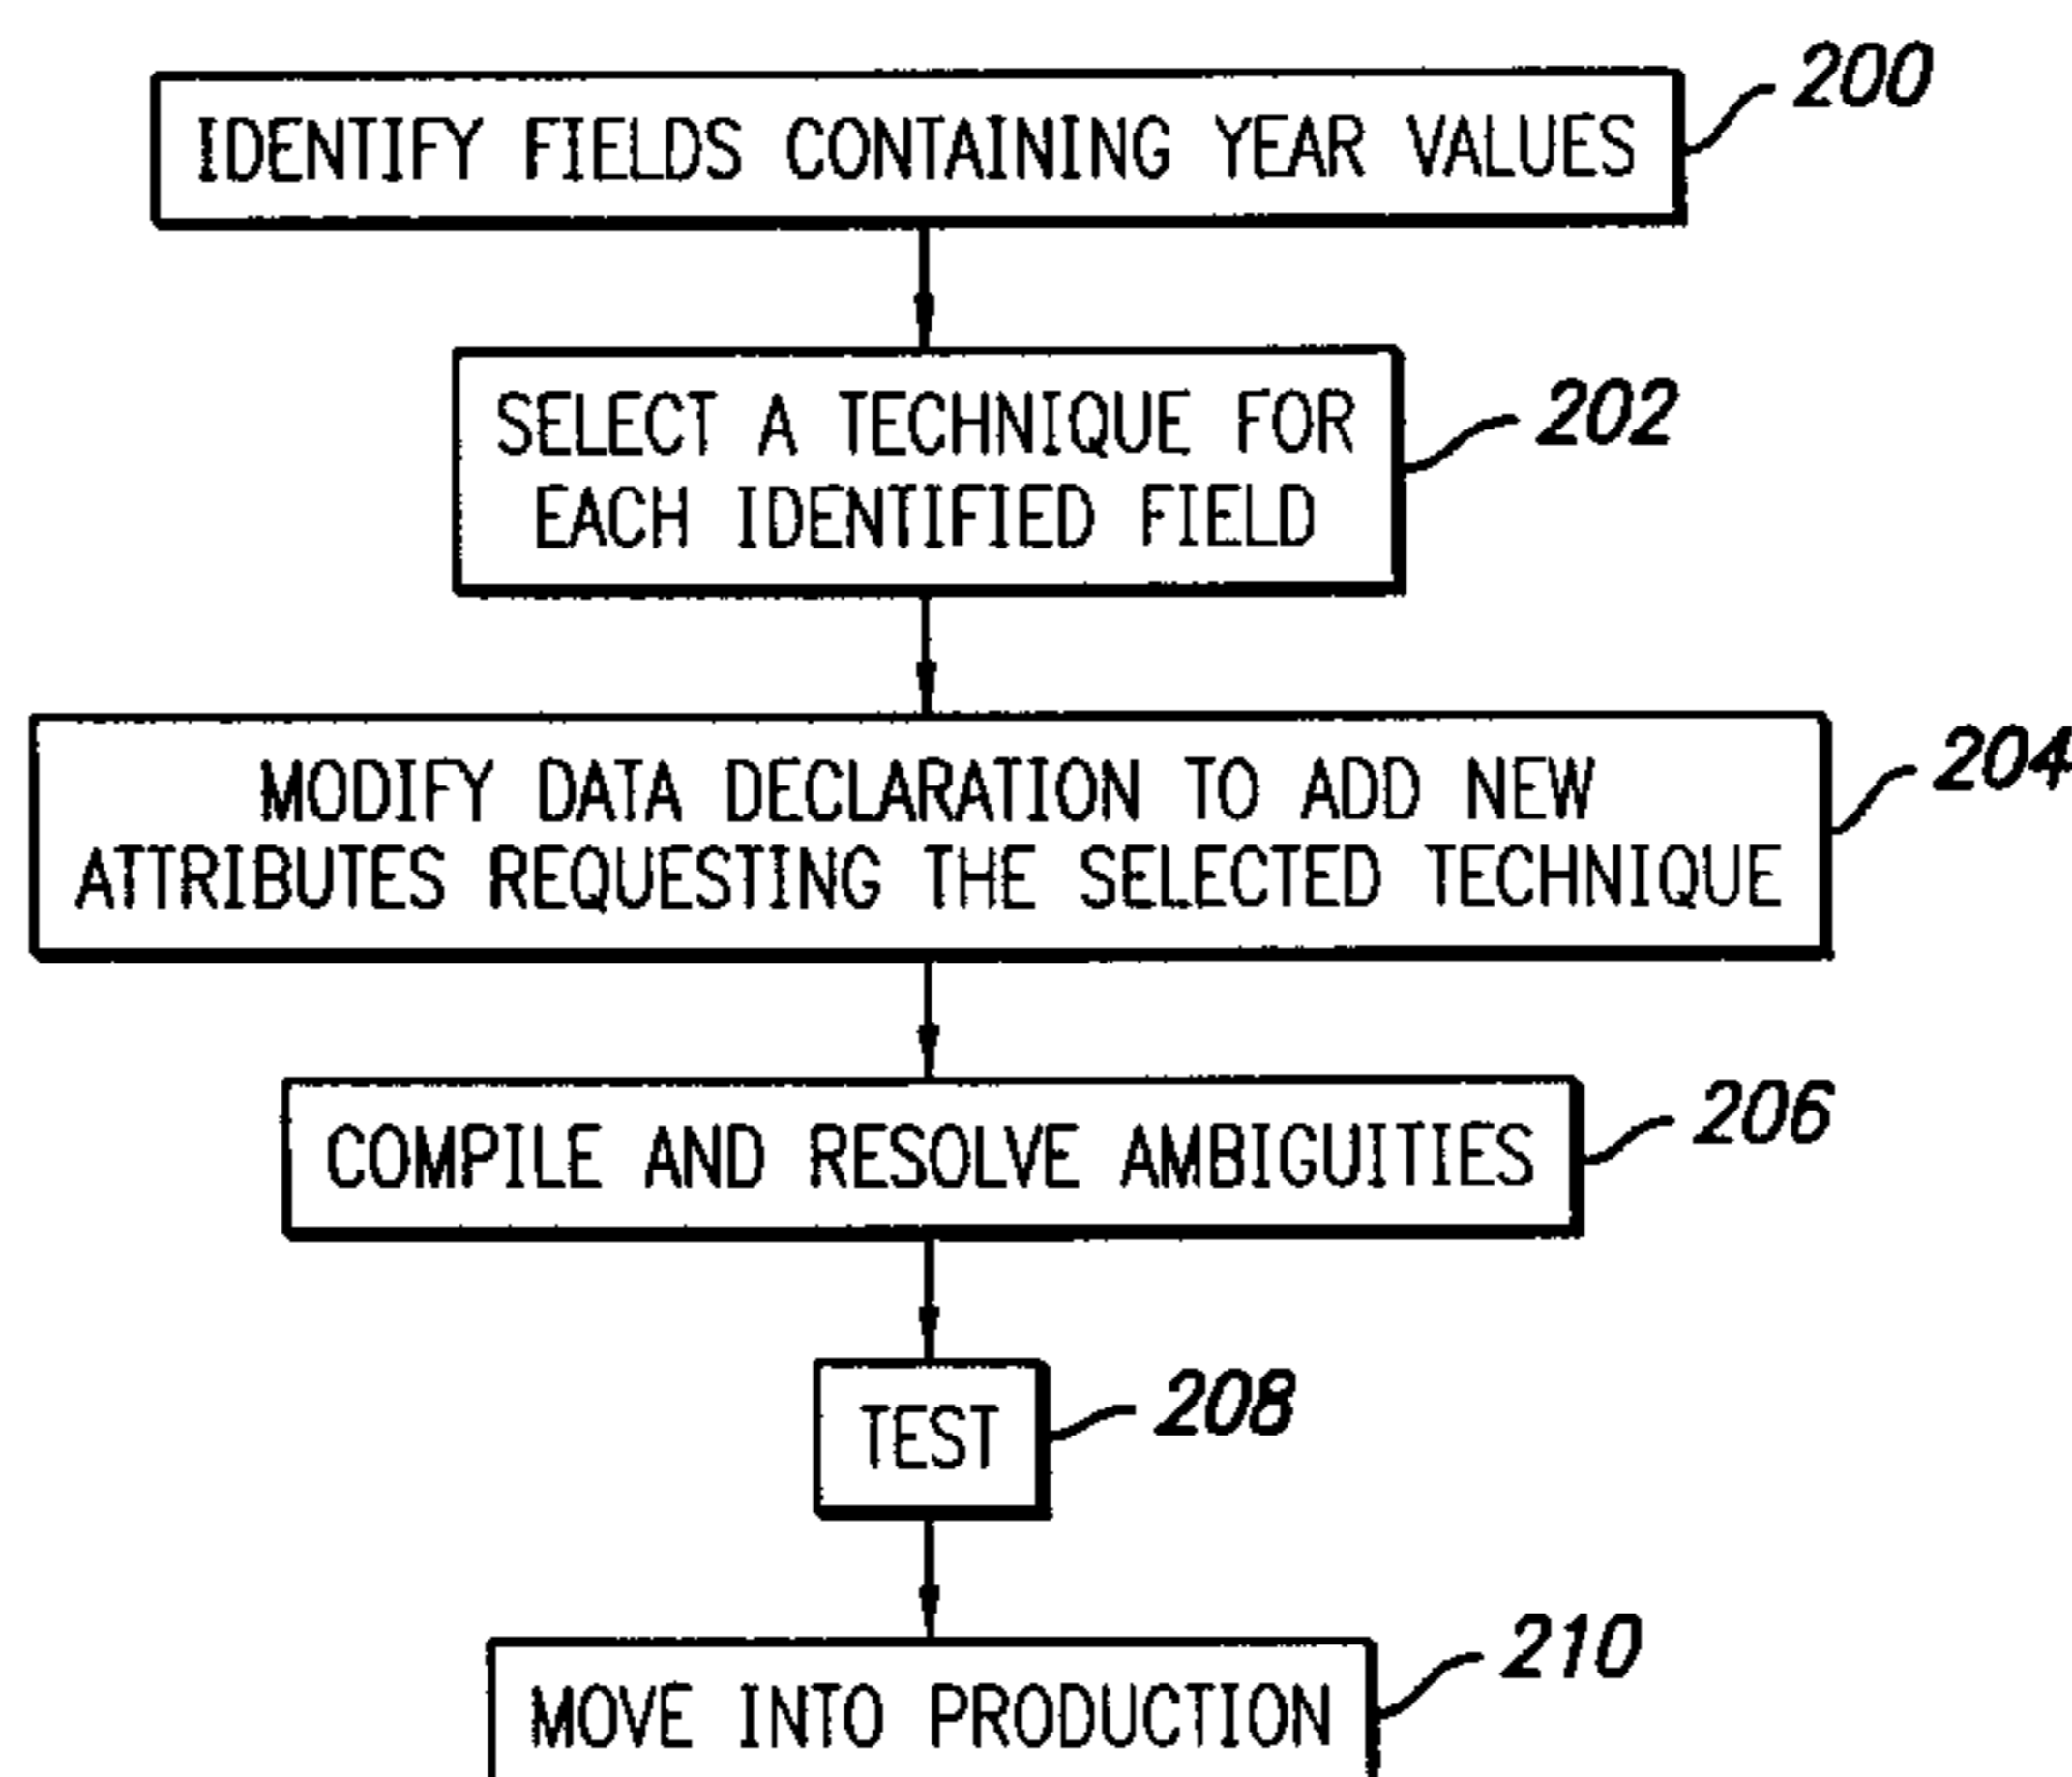 IDENTIFY FIELDS CONTAINING YEAR VALUES
200
SELECT A TECHNIQUE FOR
EACH IDENTIFIED FIELD
202
MODIFY DATA DECLARATION TO ADD NEW
ATTRIBUTES REQUESTING THE SELECTED TECHNIQUE
204
COMPILE AND RESOLVE AMBIGUITIES
206
TEST
208
MOVE INTO PRODUCTION
210